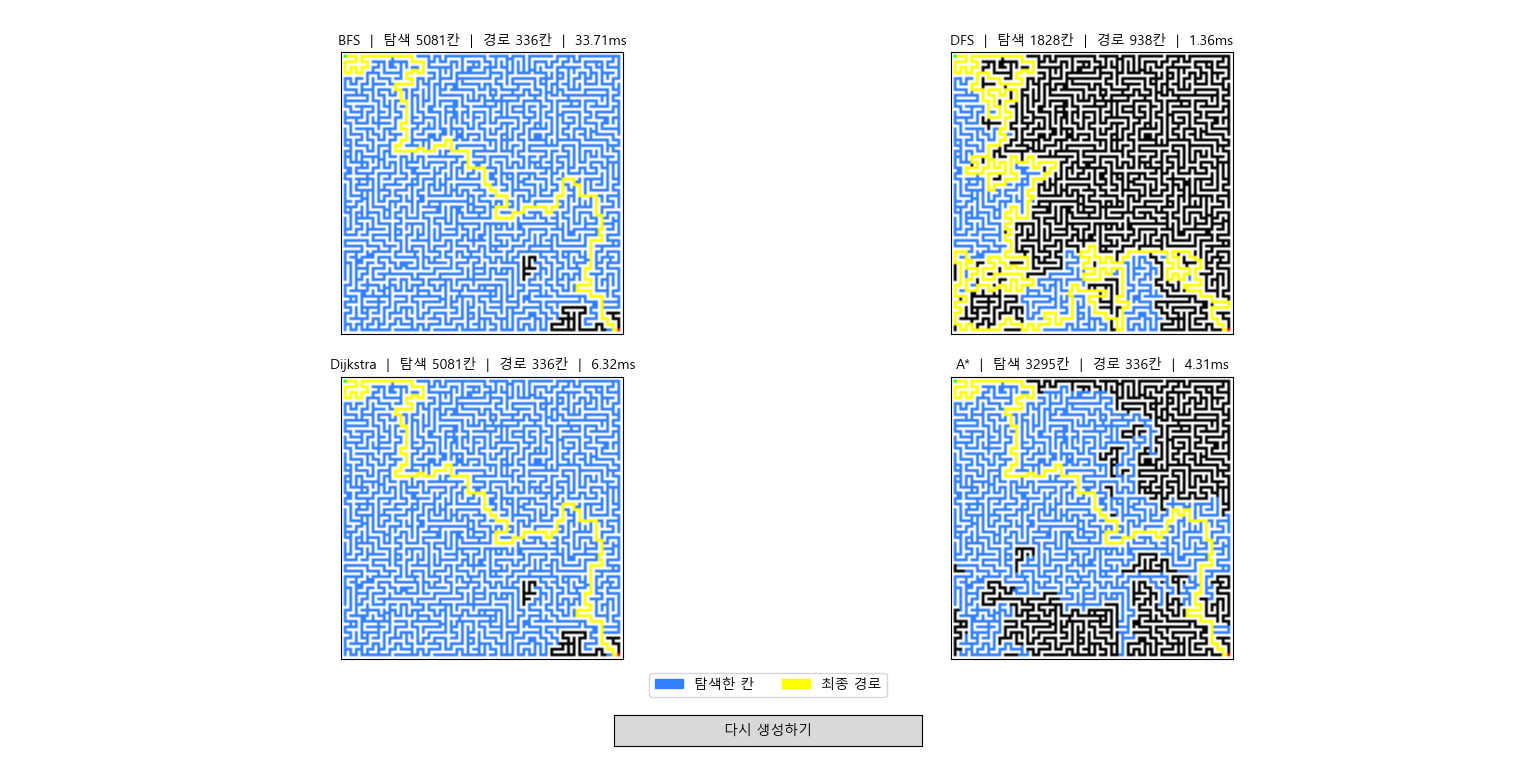 BFS | 탐색 5081칸 | 경로 336칸 | 33.71ms
DFS | 탐색 1828칸 | 경로 938칸 | 1.36ms
Dijkstra | 탐색 5081칸 | 경로 336칸 | 6.32ms
A* | 탐색 3295칸 | 경로 336칸 | 4.31ms
탐색한 칸 최종 경로
다시 생성하기